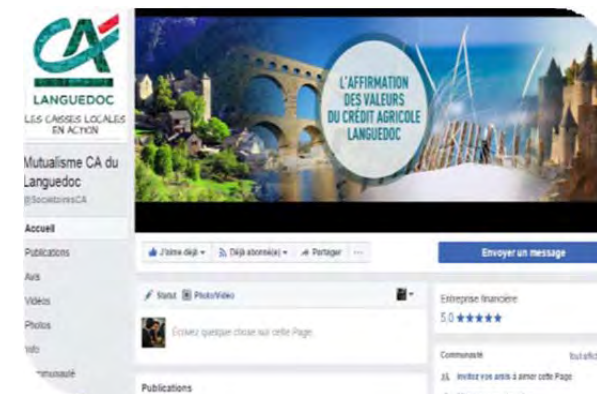 CA
LANGUEDOC
LES CAISSES LOCALES
EN ACTION
Mutualisme CA du
Languedoc
@SocietairesCA
Accueil
Publications
Avis
Vidéos
Photos
L'AFFIRMATION
DES VALEURS
DU CRÉDIT AGRICOLE
LANGUEDOC
J'aime déjà
Déjà abonné(e)
Partager
Envoyer un message
Statut
Photo/Vidéo
Écrivez quelque chose sur cette Page
Publications
Entreprise financière
5,0 ★★★★★
Communauté
Invitez vos amis à aimer cette Page